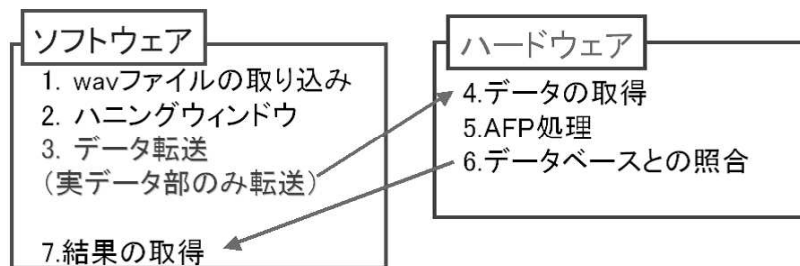 ソフトウェア
1. wavファイルの取り込み
2. ハニングウィンドウ
3. データ転送
(実データ部のみ転送)
7.結果の取得
ハードウェア
4.データの取得
5.AFP処理
6.データベースとの照合